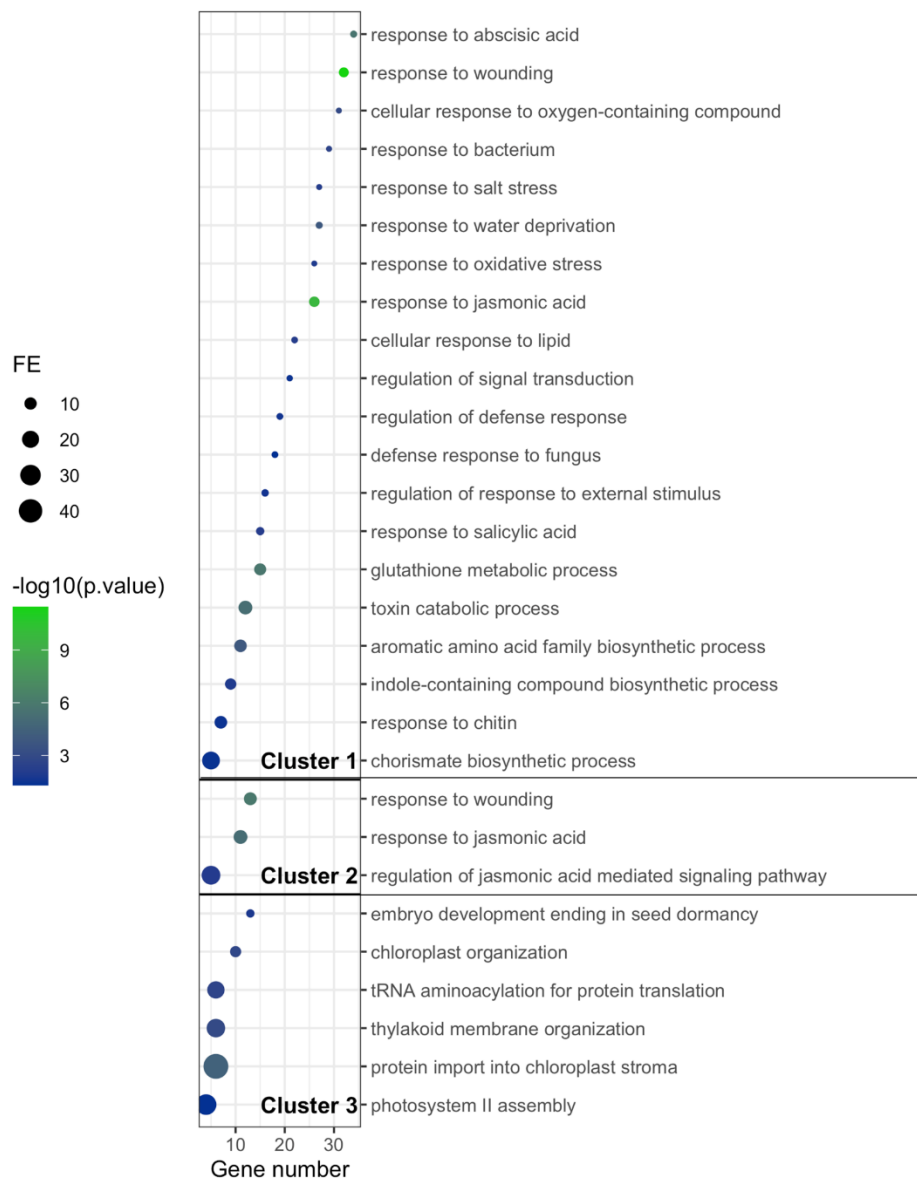 response to abscisic acid
response to wounding
cellular response to oxygen-containing compound
response to bacterium
response to salt stress
response to water deprivation
response to oxidative stress
response to jasmonic acid
cellular response to lipid
regulation of signal transduction
regulation of defense response
defense response to fungus
regulation of response to external stimulus
response to salicylic acid
glutathione metabolic process
toxin catabolic process
aromatic amino acid family biosynthetic process
indole-containing compound biosynthetic process
response to chitin
Cluster 1 chorismate biosynthetic process
response to wounding
response to jasmonic acid
Cluster 2 regulation of jasmonic acid mediated signaling pathway
embryo development ending in seed dormancy
chloroplast organization
tRNA aminoacylation for protein translation
thylakoid membrane organization
protein import into chloroplast stroma
Cluster 3 photosystem II assembly
10 20 30
Gene number
FE
10
20
30
40
-log10(p.value)
9
6
3